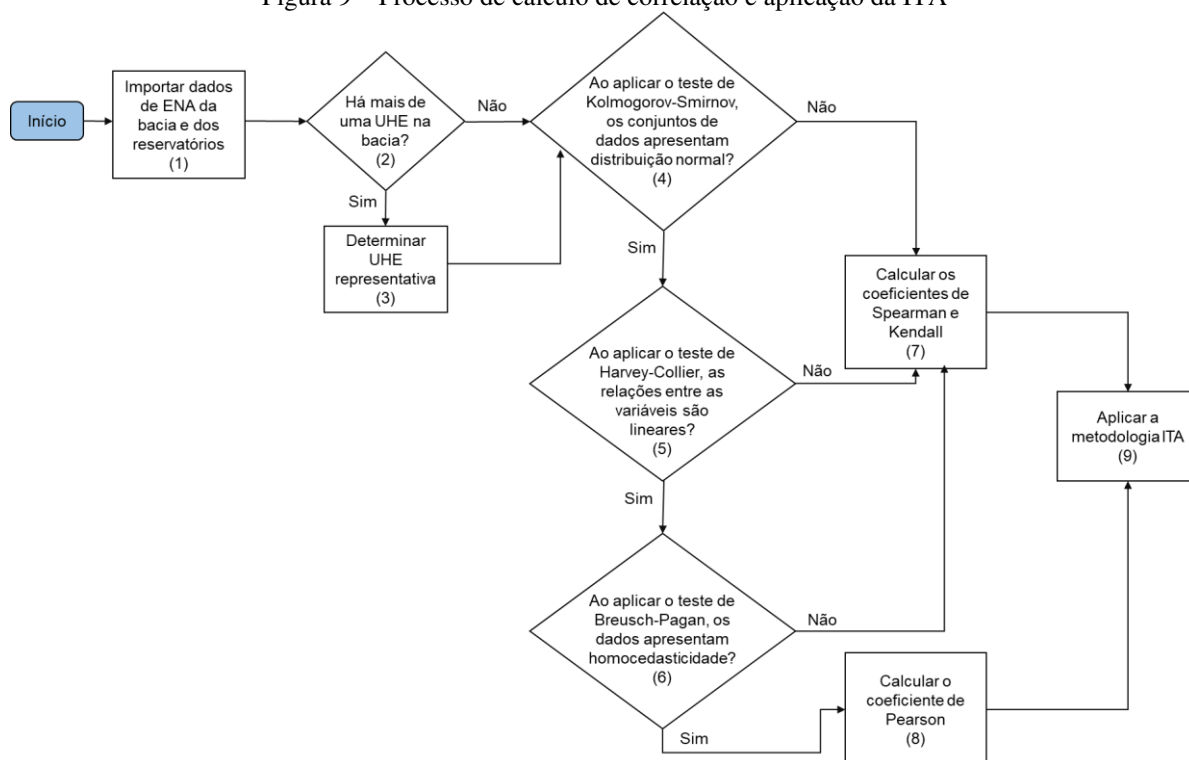 Figura 9 – Processo de cálculo de correlação e aplicação da ITA
Início
Importar dados
de ENA da
bacia e dos
reservatórios
(1)
Há mais de
uma UHE na
bacia?
(2)
Não
Sim
Determinar
UHE
representativa
(3)
Ao aplicar o teste de
Kolmogorov-Smirnov,
os conjuntos de
dados apresentam
distribuição normal?
(4)
Não
Sim
Ao aplicar o teste de
Harvey-Collier, as
relações entre as
variáveis são
lineares?
(5)
Não
Sim
Ao aplicar o teste de
Breusch-Pagan, os
dados apresentam
homocedasticidade?
(6)
Não
Sim
Calcular os
coeficientes de
Spearman e
Kendall
(7)
Calcular o
coeficiente de
Pearson
(8)
Aplicar a
metodologia ITA
(9)